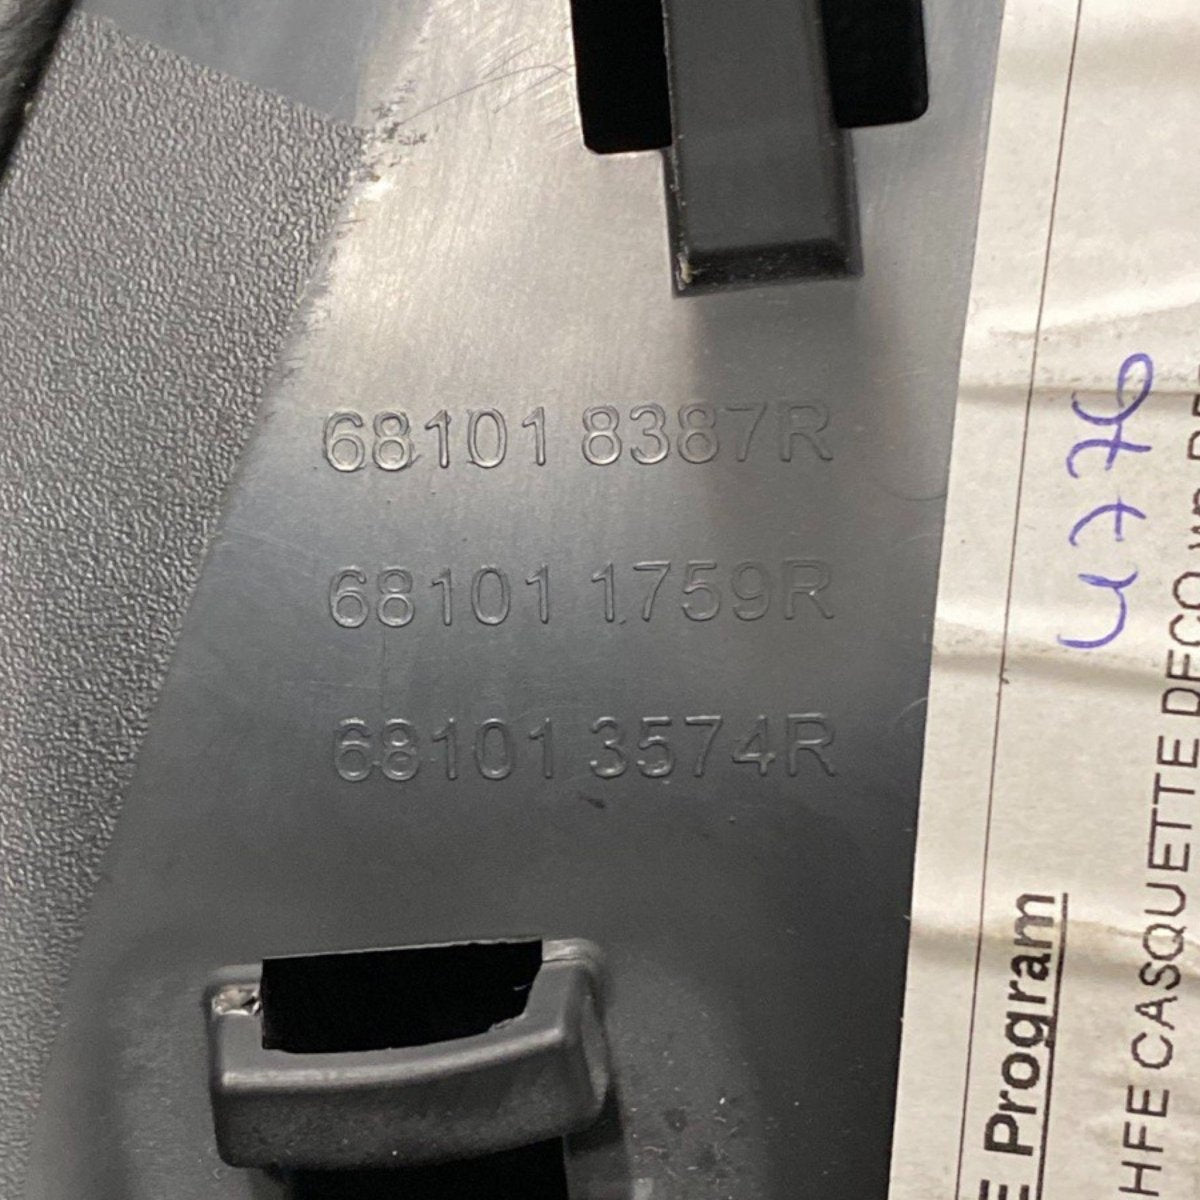 68101 8387R
68101 1759R
68101 3574R
Program
HFE CASQUETTE DECO